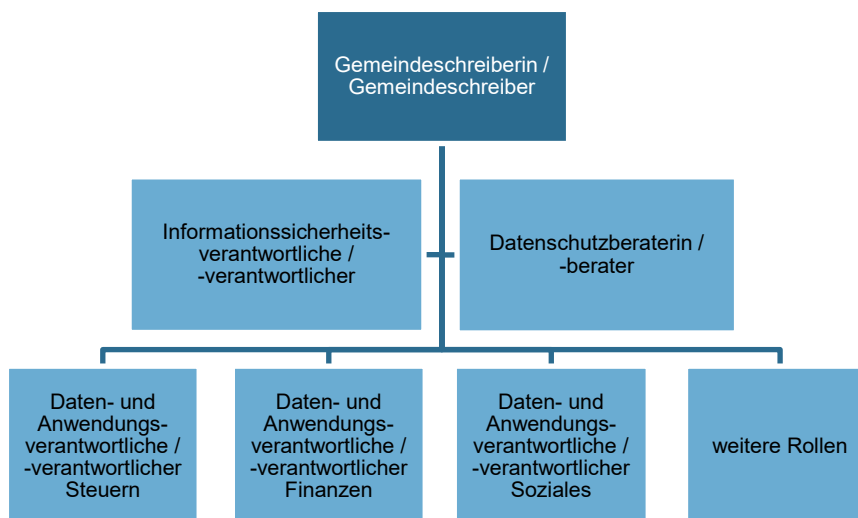 Gemeindeschreiberin /
Gemeindeschreiber
Informationssicherheits-
verantwortliche /
-verantwortlicher
Datenschutzberaterin /
-berater
Daten- und
Anwendungs-
verantwortliche /
-verantwortlicher
Steuern
Daten- und
Anwendungs-
verantwortliche /
-verantwortlicher
Finanzen
Daten- und
Anwendungs-
verantwortliche /
-verantwortlicher
Soziales
weitere Rollen